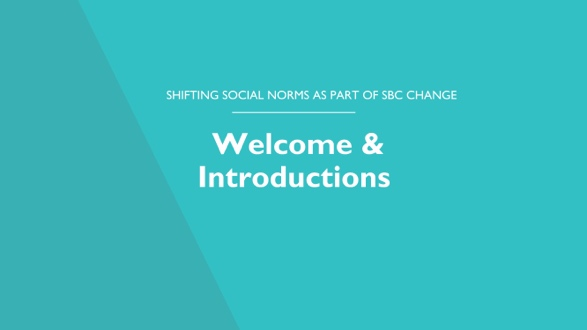 SHIFTING SOCIAL NORMS AS PART OF SBC CHANGE
Welcome &
Introductions